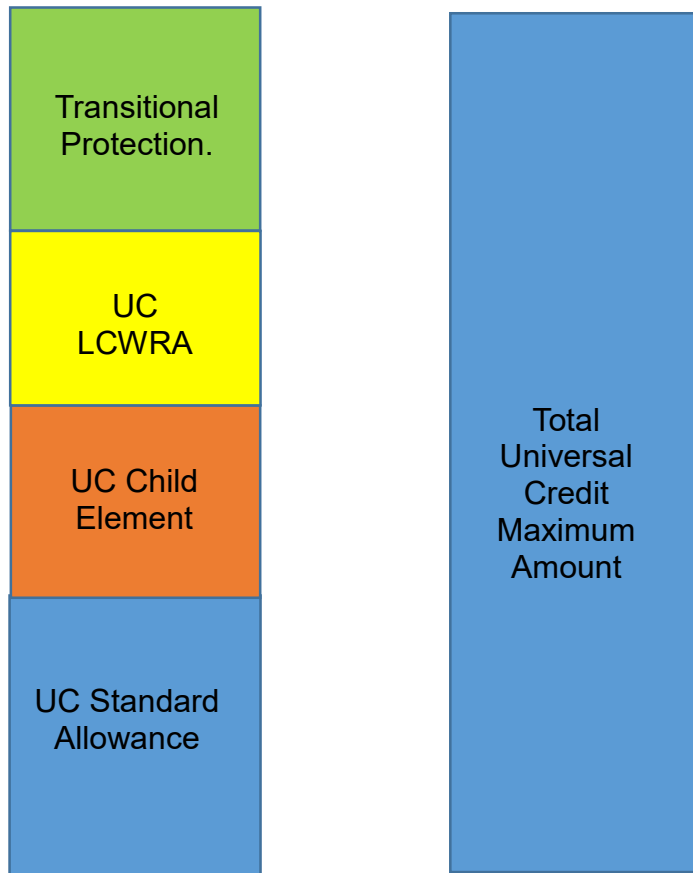 Transitional
Protection.
UC
LCWRA
UC Child
Element
UC Standard
Allowance
Total
Universal
Credit
Maximum
Amount